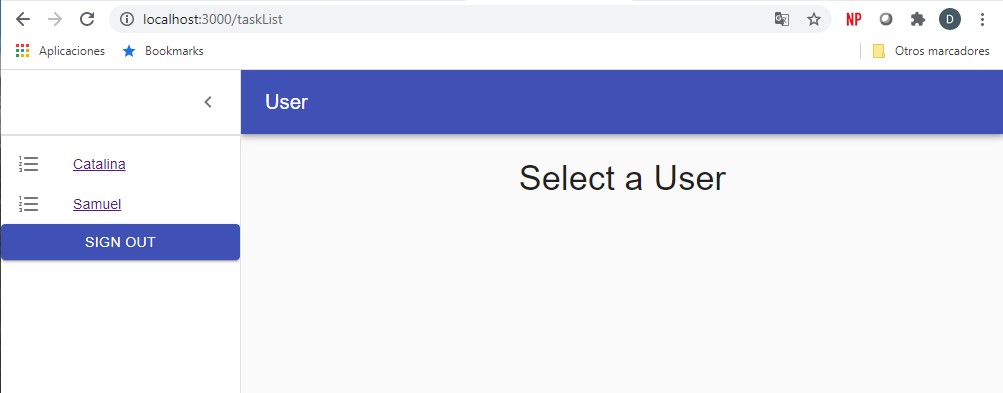 localhost:3000/taskList
NP
D
Aplicaciones
Bookmarks
Otros marcadores
User
Catalina
Samuel
SIGN OUT
Select a User